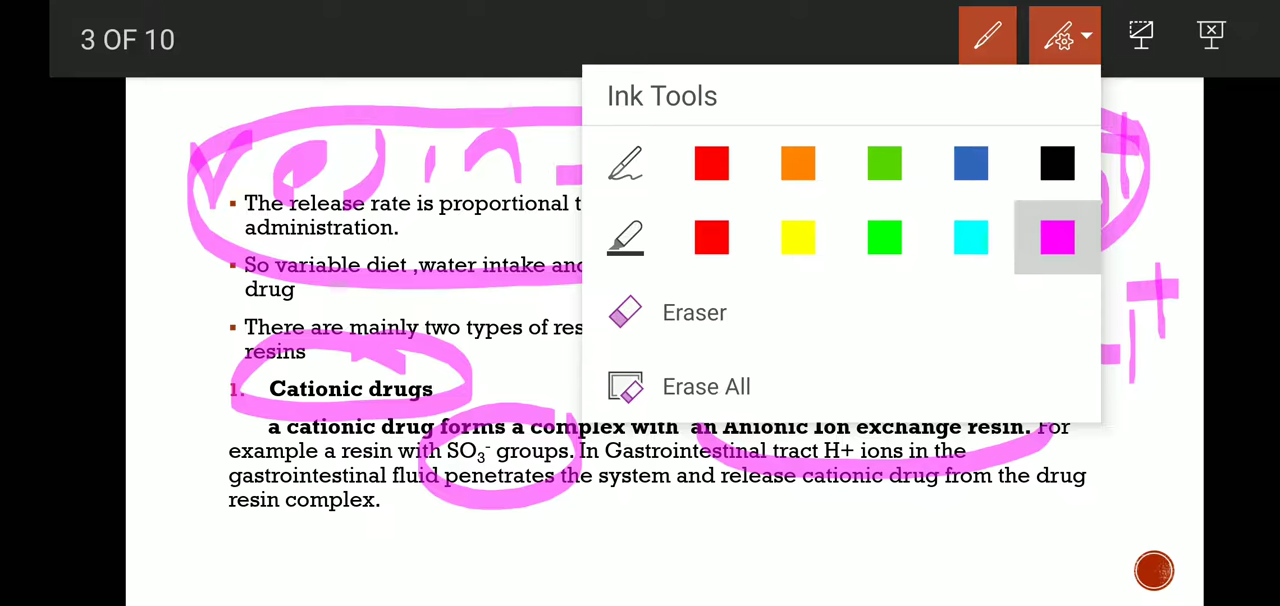 3 OF 10
Ink Tools
resin-
▪ The release rate is proportional t
administration.
▪ So variable diet ,water intake and
drug
▪ There are mainly two types of res
resins
Eraser
Erase All
1. Cationic drugs
a cationic drug forms a complex with an Anionic Ion exchange resin. For
example a resin with SO₃⁻ groups. In Gastrointestinal tract H+ ions in the
gastrointestinal fluid penetrates the system and release cationic drug from the drug
resin complex.